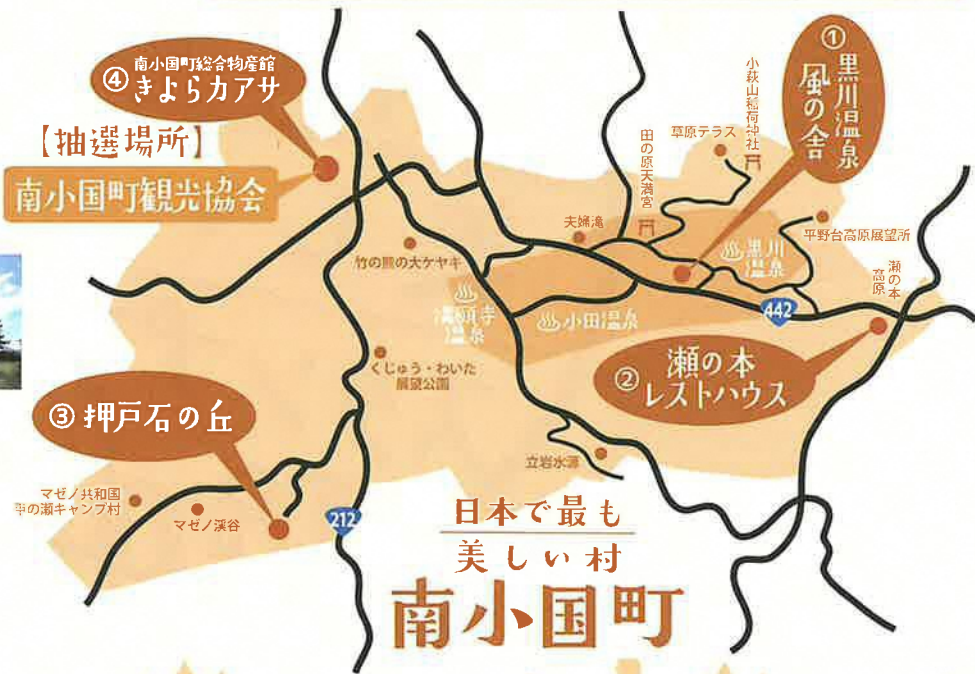 ④
南小国町総合物産館
きよらカアサ
【抽選場所】
南小国町観光協会
①
黒川温泉
風の舎
小萩山稲荷神社
草原テラス
田の原天満宮
夫婦滝
平野台高原展望所
黒川
温泉
瀬の本
高原
竹の熊の大ケヤキ
満願寺
温泉
小田温泉
442
くじゅう・わいた
展望公園
②
瀬の本
レストハウス
③ 押戸石の丘
立岩水源
マゼノ共和国
の瀬キャンプ村
マゼノ渓谷
212
日本で最も
美しい村
南小国町